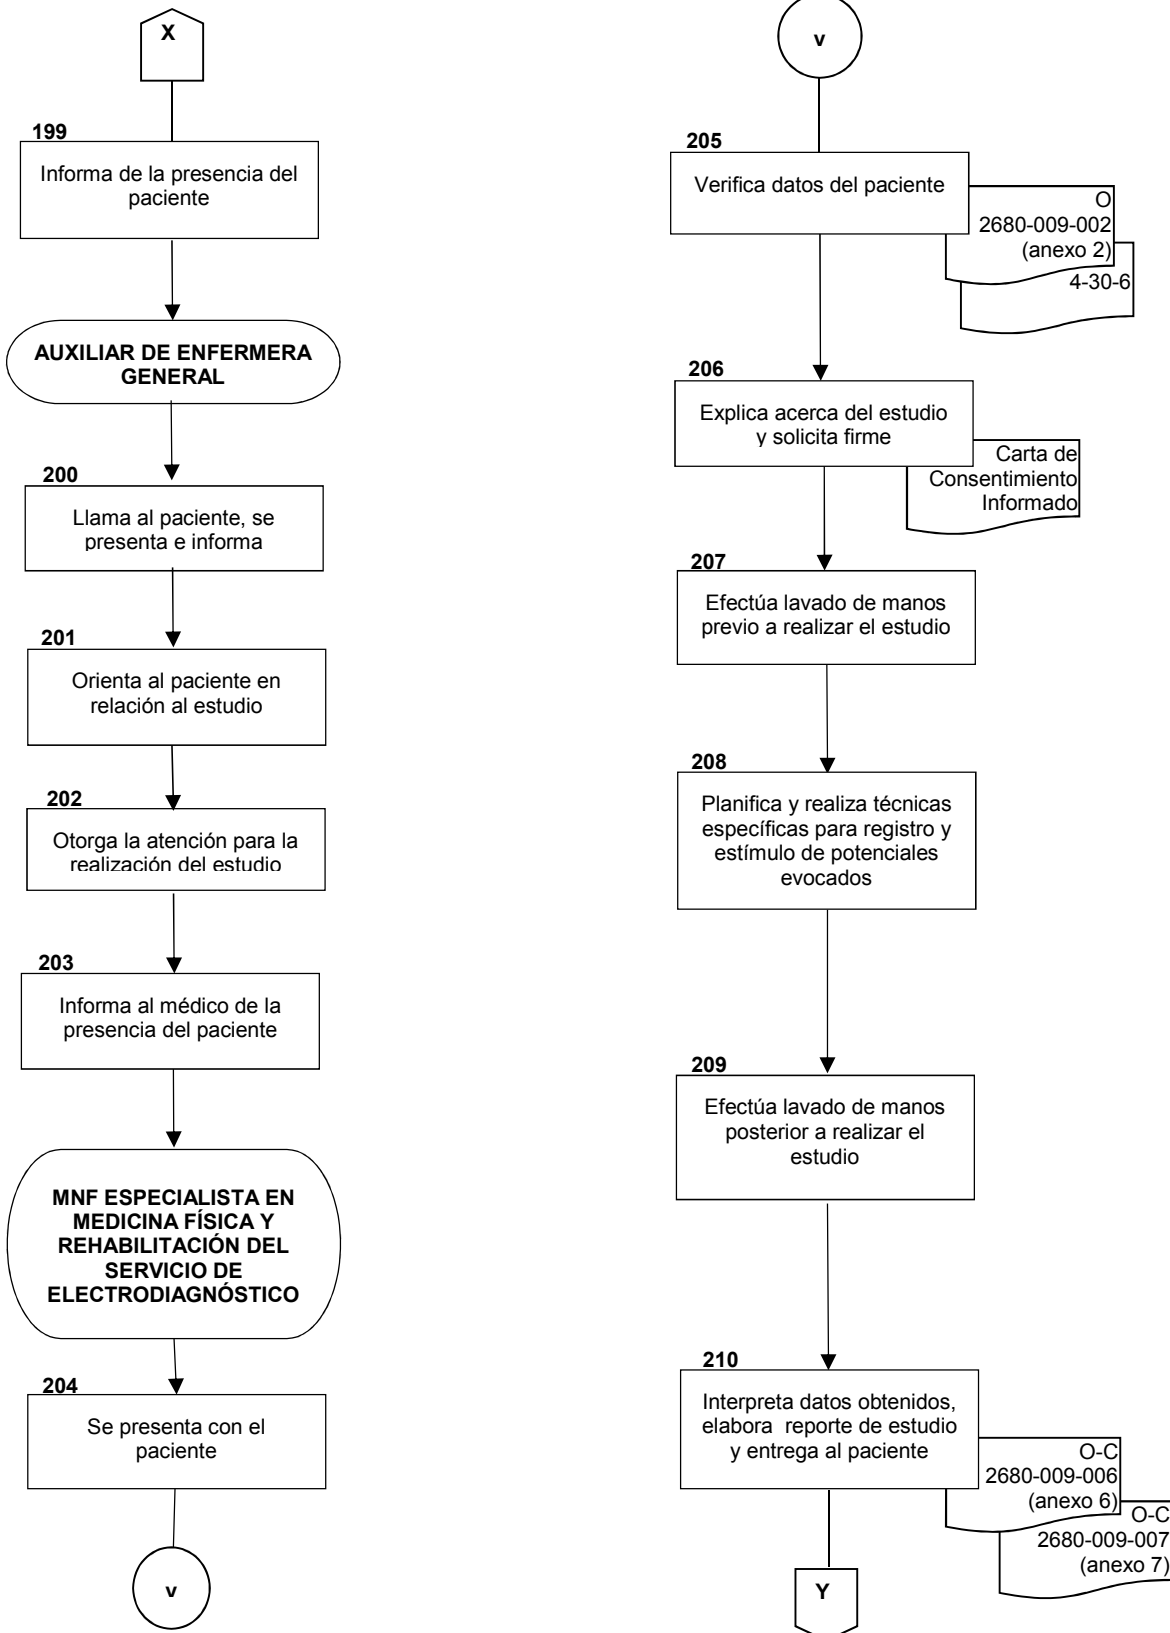 X
199
Informa de la presencia del
paciente
AUXILIAR DE ENFERMERA
GENERAL
200
Llama al paciente, se
presenta e informa
201
Orienta al paciente en
relación al estudio
202
Otorga la atención para la
realización del estudio
203
Informa al médico de la
presencia del paciente
MNF ESPECIALISTA EN
MEDICINA FÍSICA Y
REHABILITACIÓN DEL
SERVICIO DE
ELECTRODIAGNÓSTICO
204
Se presenta con el
paciente
v
v
205
Verifica datos del paciente
O
2680-009-002
(anexo 2)
4-30-6
206
Explica acerca del estudio
y solicita firme
Carta de
Consentimiento
Informado
207
Efectúa lavado de manos
previo a realizar el estudio
208
Planifica y realiza técnicas
específicas para registro y
estímulo de potenciales
evocados
209
Efectúa lavado de manos
posterior a realizar el
estudio
210
Interpreta datos obtenidos,
elabora reporte de estudio
y entrega al paciente
O-C
2680-009-006
(anexo 6)
O-C
2680-009-007
(anexo 7)
Y